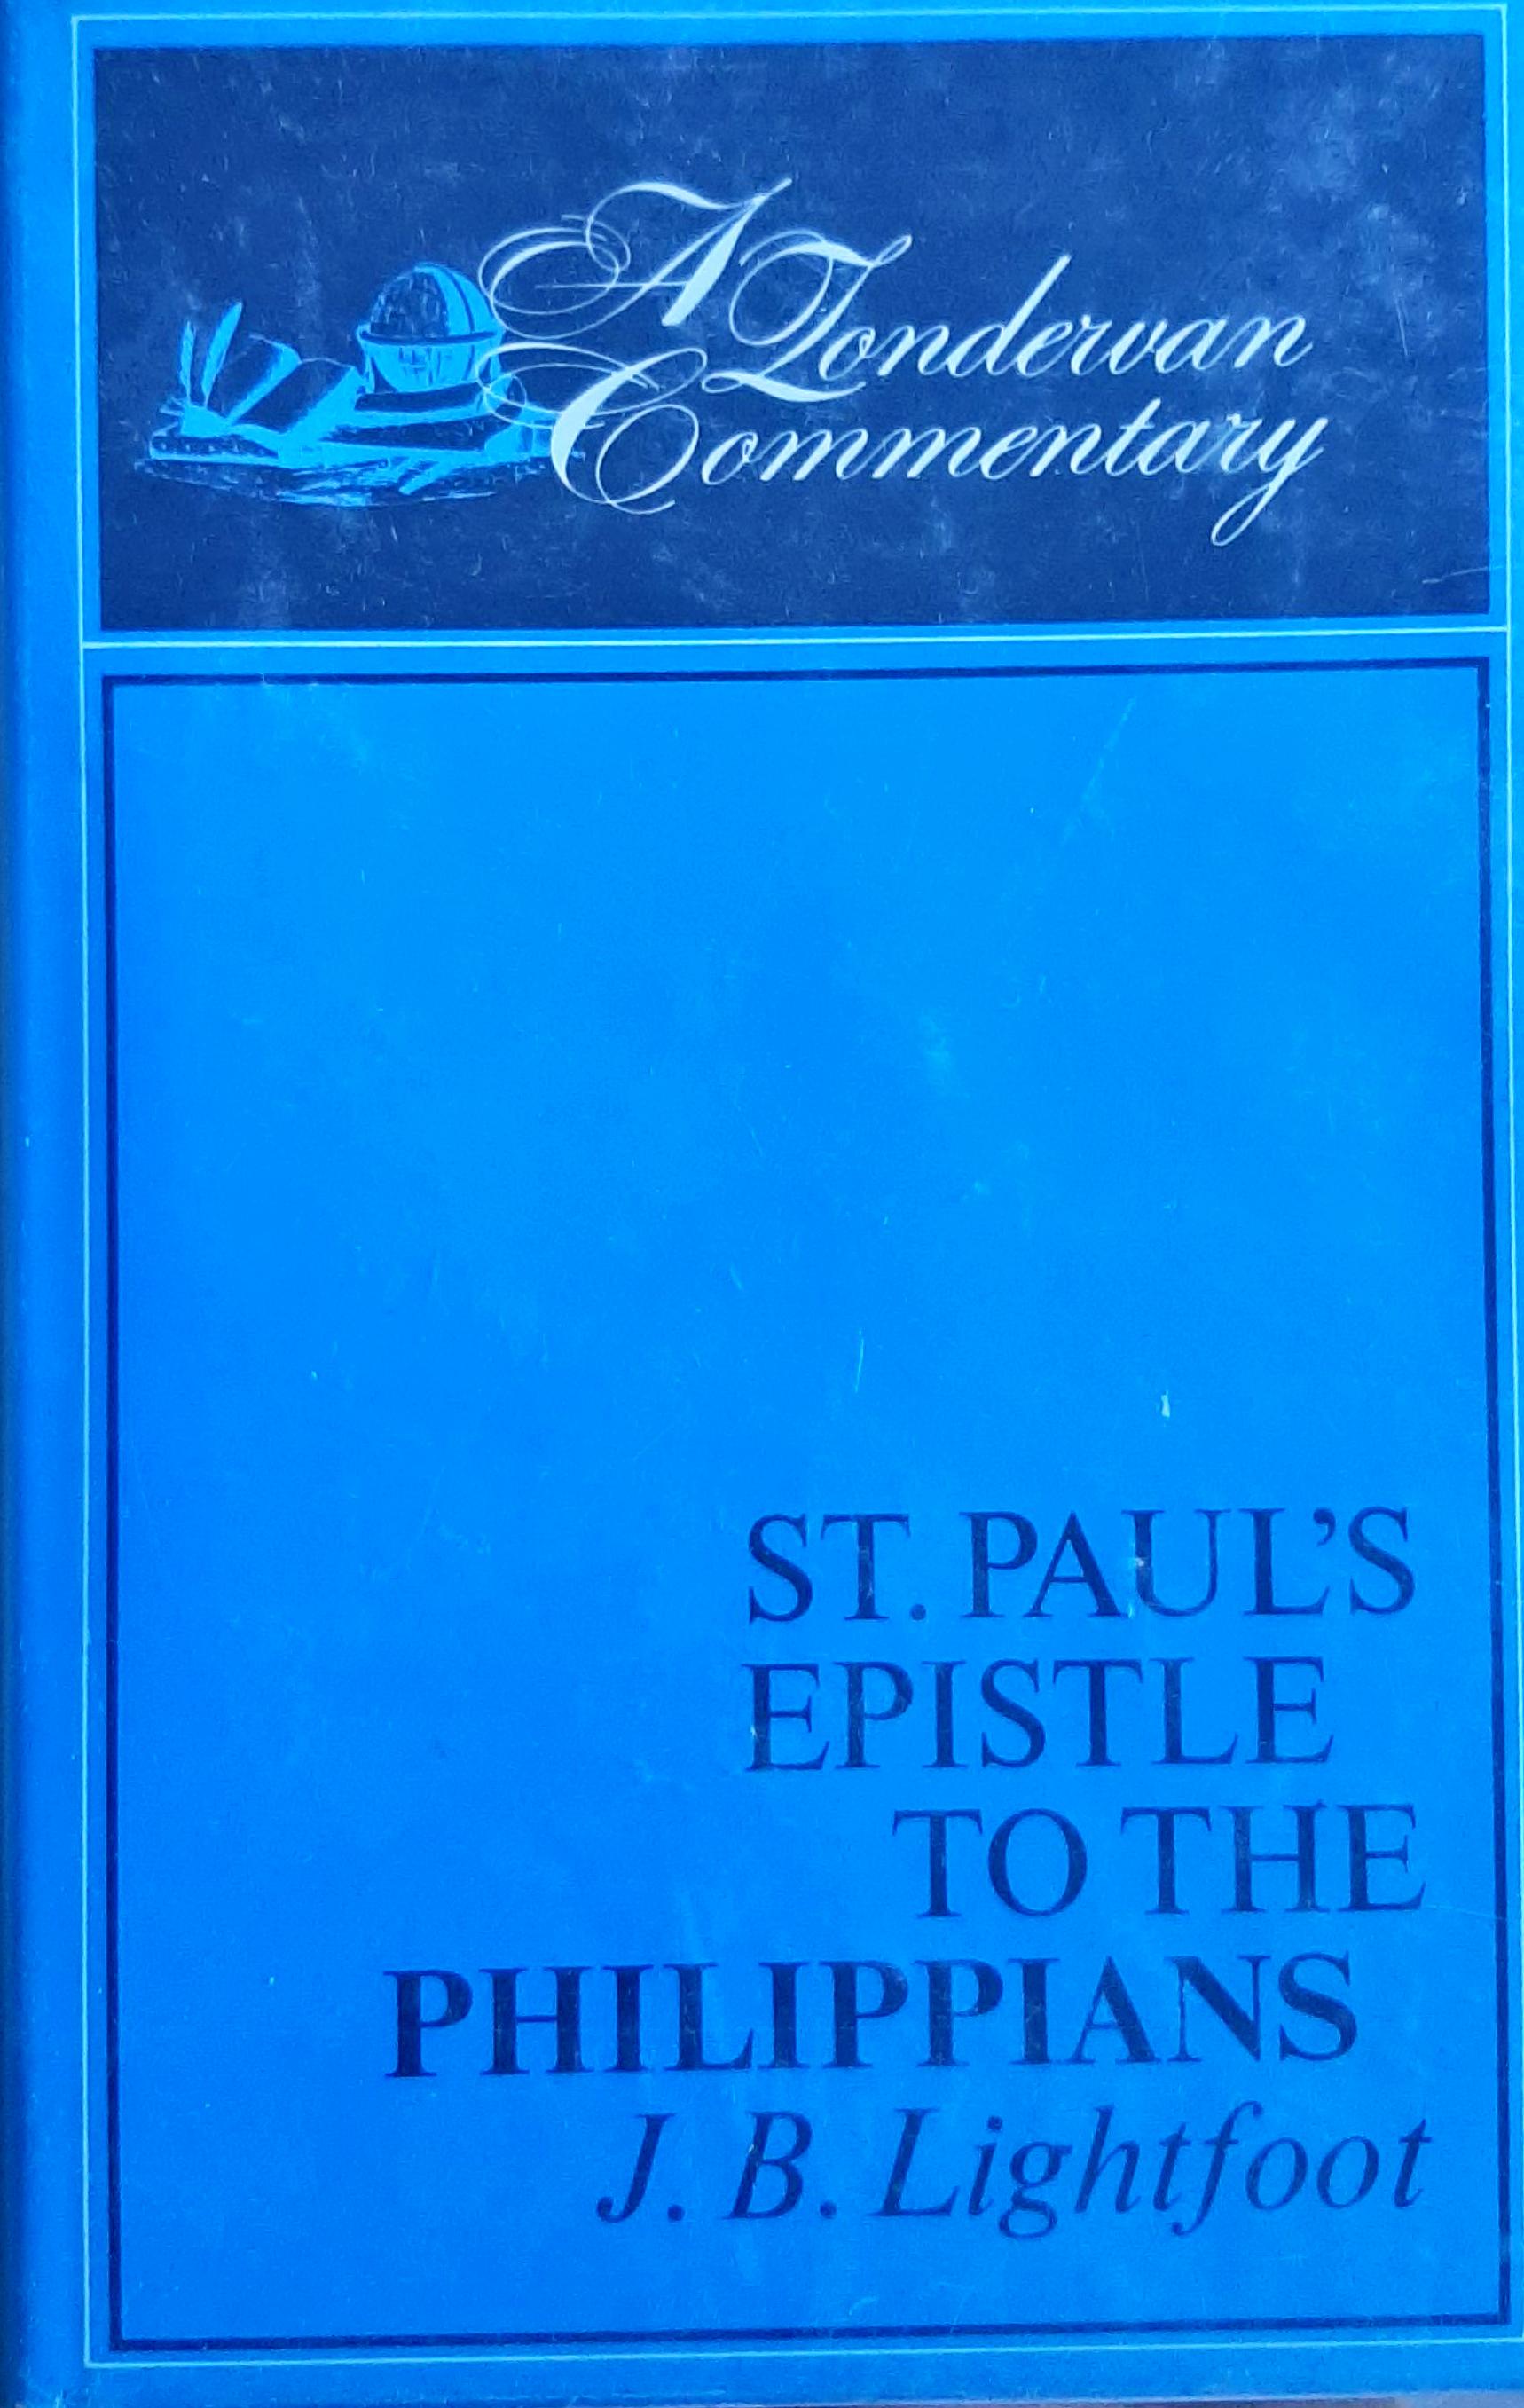 A Zondervan
Commentary
ST. PAUL’S
EPISTLE
TO THE
PHILIPPIANS
J. B. Lightfoot